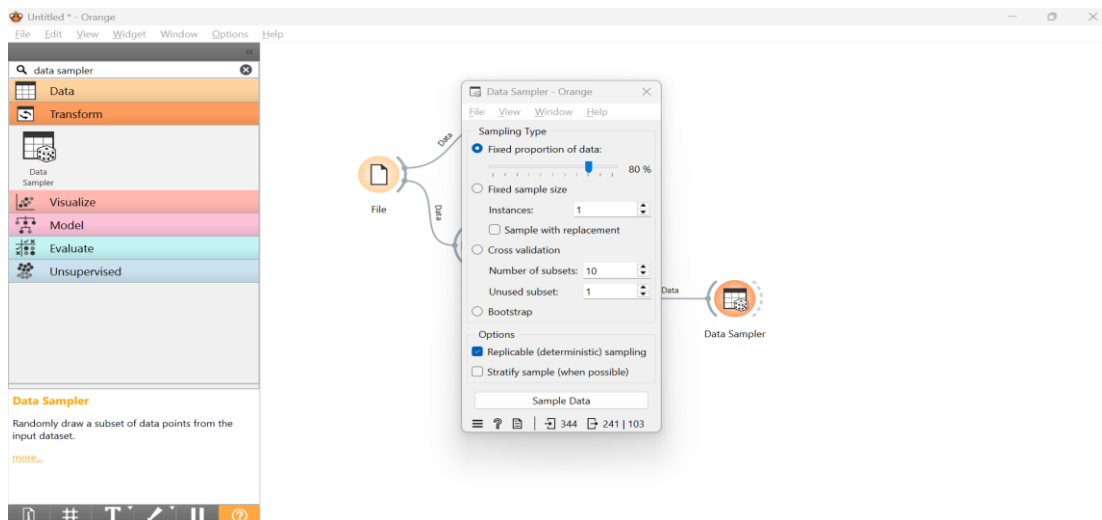 Untitled * - Orange
File Edit View Widget Window Options Help
data sampler
Data
Transform
Data
Sampler
Visualize
Model
Evaluate
Unsupervised
Data Sampler
Randomly draw a subset of data points from the
input dataset.
more...
File
Data
Data
Data Sampler - Orange
File View Window Help
Sampling Type
Fixed proportion of data:
80 %
Fixed sample size
Instances: 1
Sample with replacement
Cross validation
Number of subsets: 10
Unused subset: 1
Bootstrap
Options
Replicable (deterministic) sampling
Stratify sample (when possible)
Sample Data
344 241 | 103
Data
Data Sampler